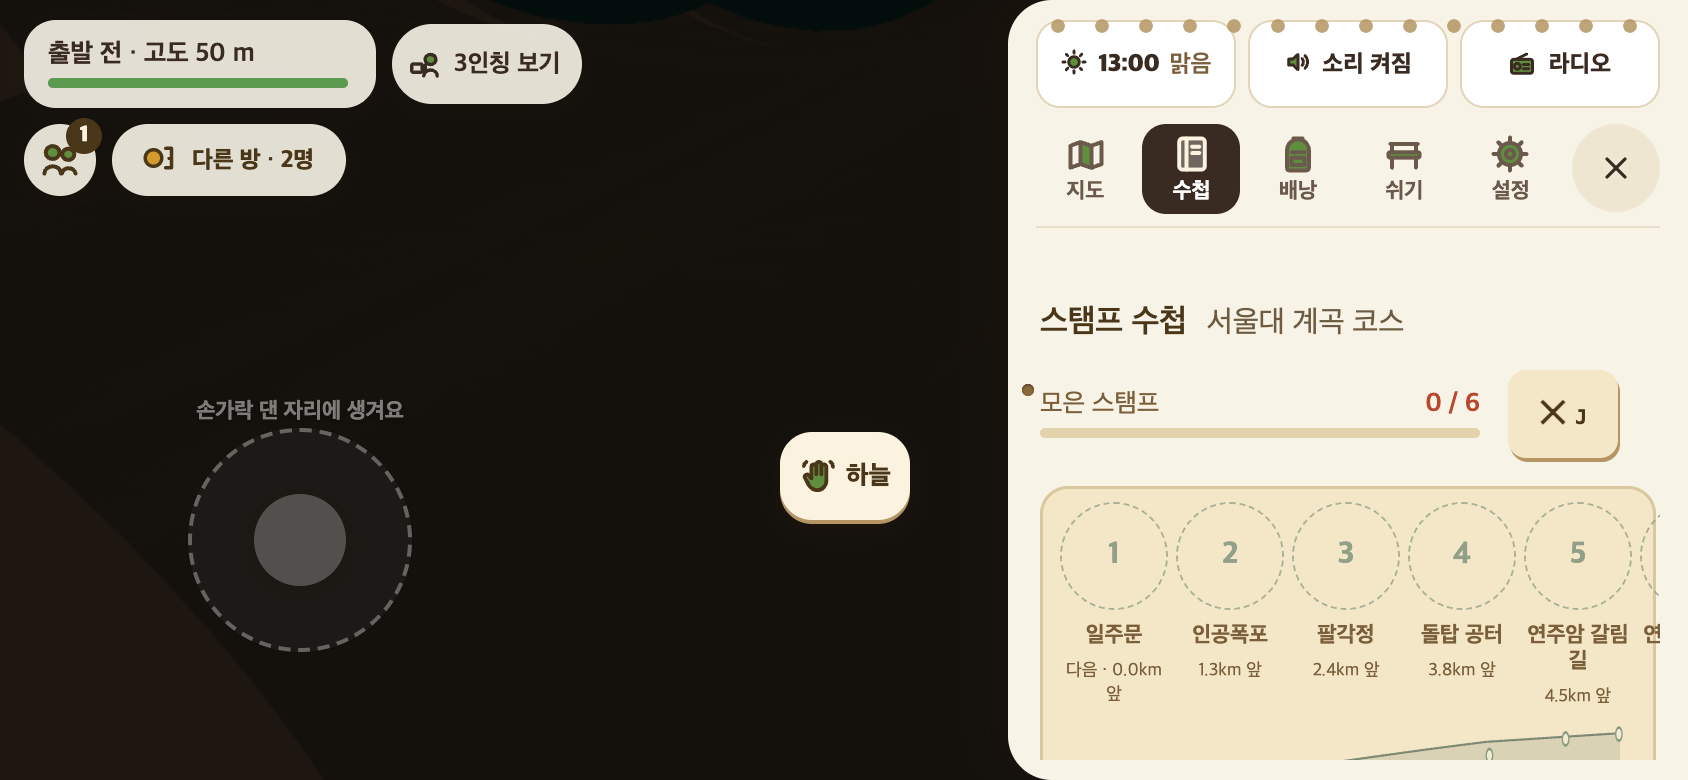 출발 전 · 고도 50 m
3인칭 보기
1
다른 방 · 2명
손가락 댄 자리에 생겨요
하늘
13:00 맑음
소리 켜짐
라디오
지도
수첩
배낭
쉬기
설정
스탬프 수첩 서울대 계곡 코스
모은 스탬프 0 / 6
J
1 2 3 4 5
일주문 인공폭포 팔각정 돌탑 공터 연주암 갈림길 연
다음 · 0.0km 앞
1.3km 앞
2.4km 앞
3.8km 앞
4.5km 앞